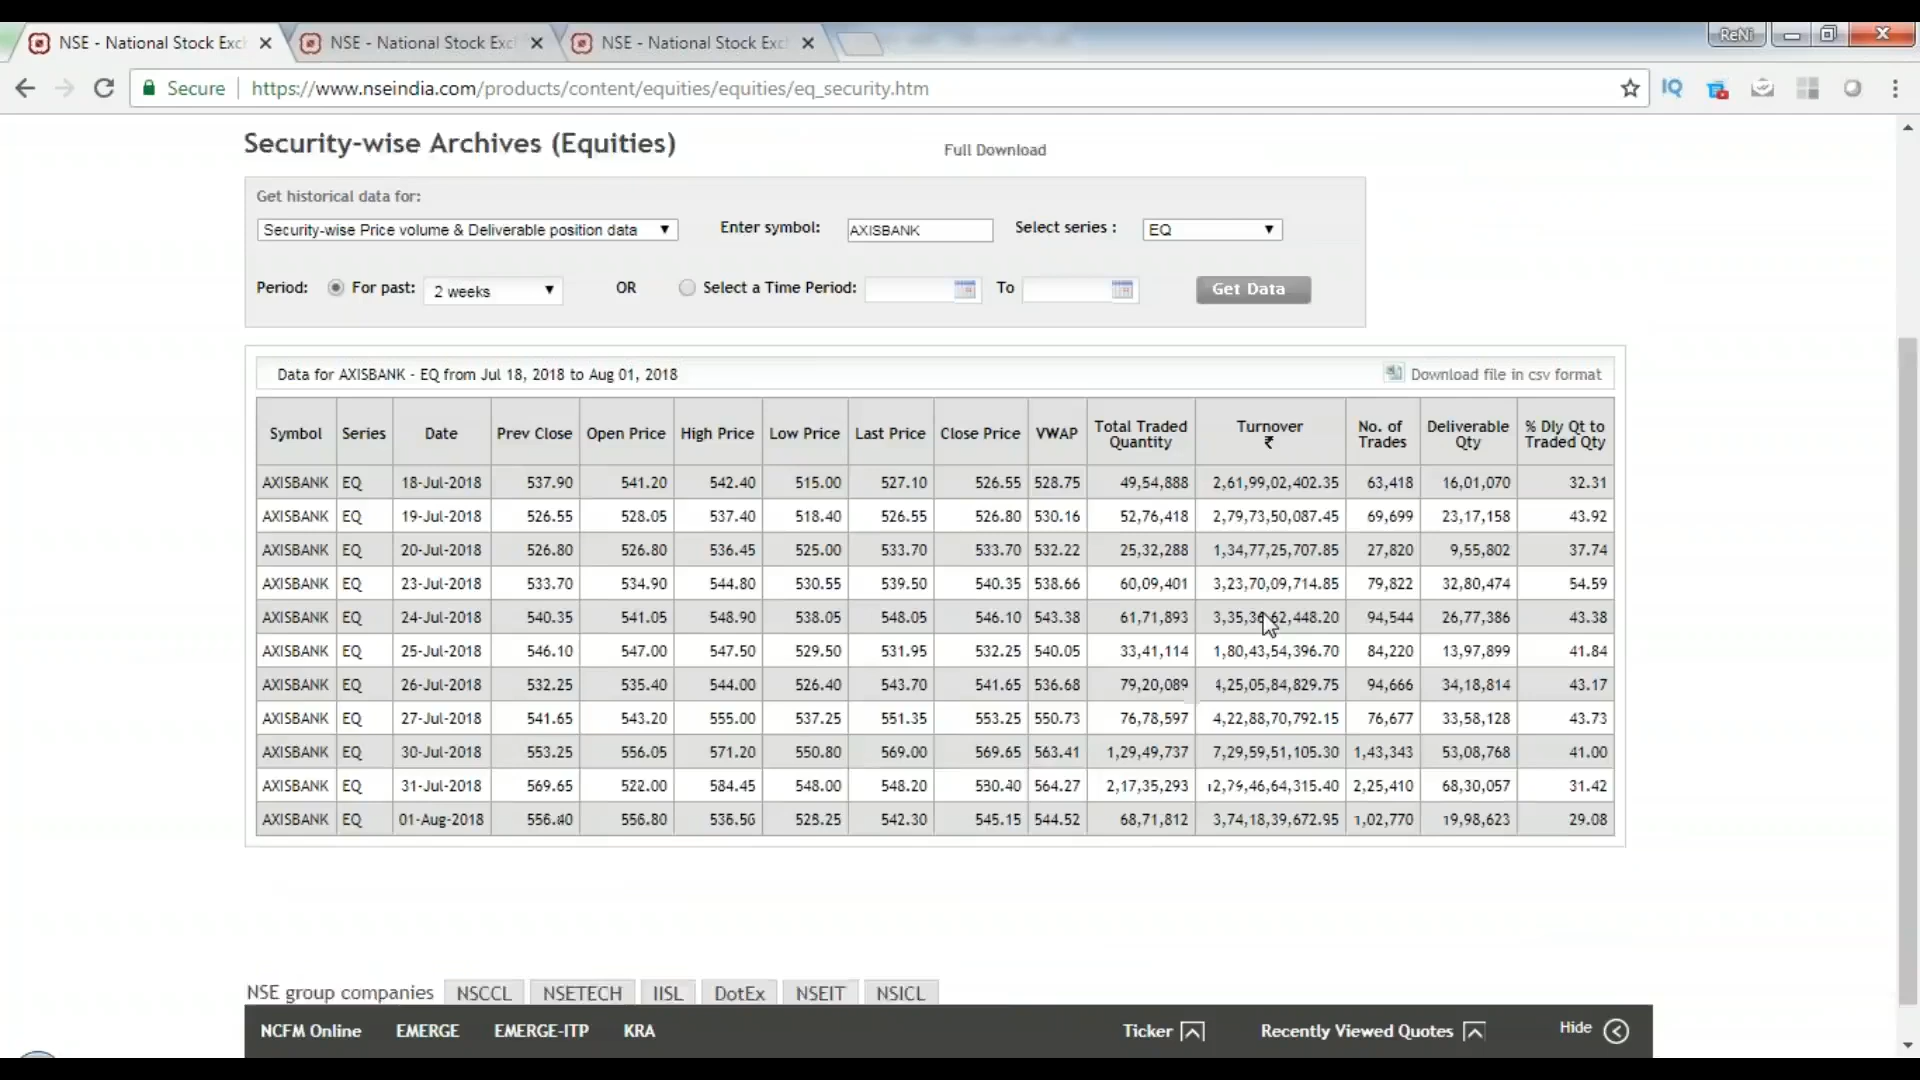 NSE - National Stock Exc NSE - National Stock Exc NSE - National Stock Exc ReNi
Secure https://www.nseindia.com/products/content/equities/equities/eq_security.htm IQ
Security-wise Archives (Equities) Full Download
Get historical data for:
Security-wise Price volume & Deliverable position data Enter symbol: AXISBANK Select series : EQ
Period: For past: 2 weeks OR Select a Time Period: To Get Data
Data for AXISBANK - EQ from Jul 18, 2018 to Aug 01, 2018 Download file in csv format
Symbol Series Date Prev Close Open Price High Price Low Price Last Price Close Price VWAP Total Traded Quantity Turnover ₹ No. of Trades Deliverable Qty % Dly Qt to Traded Qty
AXISBANK EQ 18-Jul-2018 537.90 541.20 542.40 515.00 527.10 526.55 528.75 49,54,888 2,61,99,02,402.35 63,418 16,01,070 32.31
AXISBANK EQ 19-Jul-2018 526.55 528.05 537.40 518.40 526.55 526.80 530.16 52,76,418 2,79,73,50,087.45 69,699 23,17,158 43.92
AXISBANK EQ 20-Jul-2018 526.80 526.80 536.45 525.00 533.70 533.70 532.22 25,32,288 1,34,77,25,707.85 27,820 9,55,802 37.74
AXISBANK EQ 23-Jul-2018 533.70 534.90 544.80 530.55 539.50 540.35 538.66 60,09,401 3,23,70,09,714.85 79,822 32,80,474 54.59
AXISBANK EQ 24-Jul-2018 540.35 541.05 548.90 538.05 548.05 546.10 543.38 61,71,893 94,544 26,77,386 43.38
AXISBANK EQ 25-Jul-2018 546.10 547.00 547.50 529.50 531.95 532.25 540.05 33,41,114 1,80,43,54,396.70 84,220 13,97,899 41.84
AXISBANK EQ 26-Jul-2018 532.25 535.40 544.00 526.40 543.70 541.65 536.68 79,20,089 4,25,05,84,829.75 94,666 34,18,814 43.17
AXISBANK EQ 27-Jul-2018 541.65 543.20 555.00 537.25 551.35 553.25 550.73 76,78,597 4,22,88,70,792.15 76,677 33,58,128 43.73
AXISBANK EQ 30-Jul-2018 553.25 556.05 571.20 550.80 569.00 569.65 563.41 1,29,49,737 7,29,59,51,105.30 1,43,343 53,08,768 41.00
AXISBANK EQ 31-Jul-2018 569.65 584.45 548.00 548.20 564.27 2,17,35,293 2,25,410 68,30,057 31.42
AXISBANK EQ 01-Aug-2018 556.80 542.30 545.15 544.52 68,71,812 3,74,18,39,672.95 1,02,770 19,98,623 29.08
NSE group companies NSCCL NSETECH IISL DotEx NSEIT NSICL
NCFM Online EMERGE EMERGE-ITP KRA Ticker Recently Viewed Quotes Hide